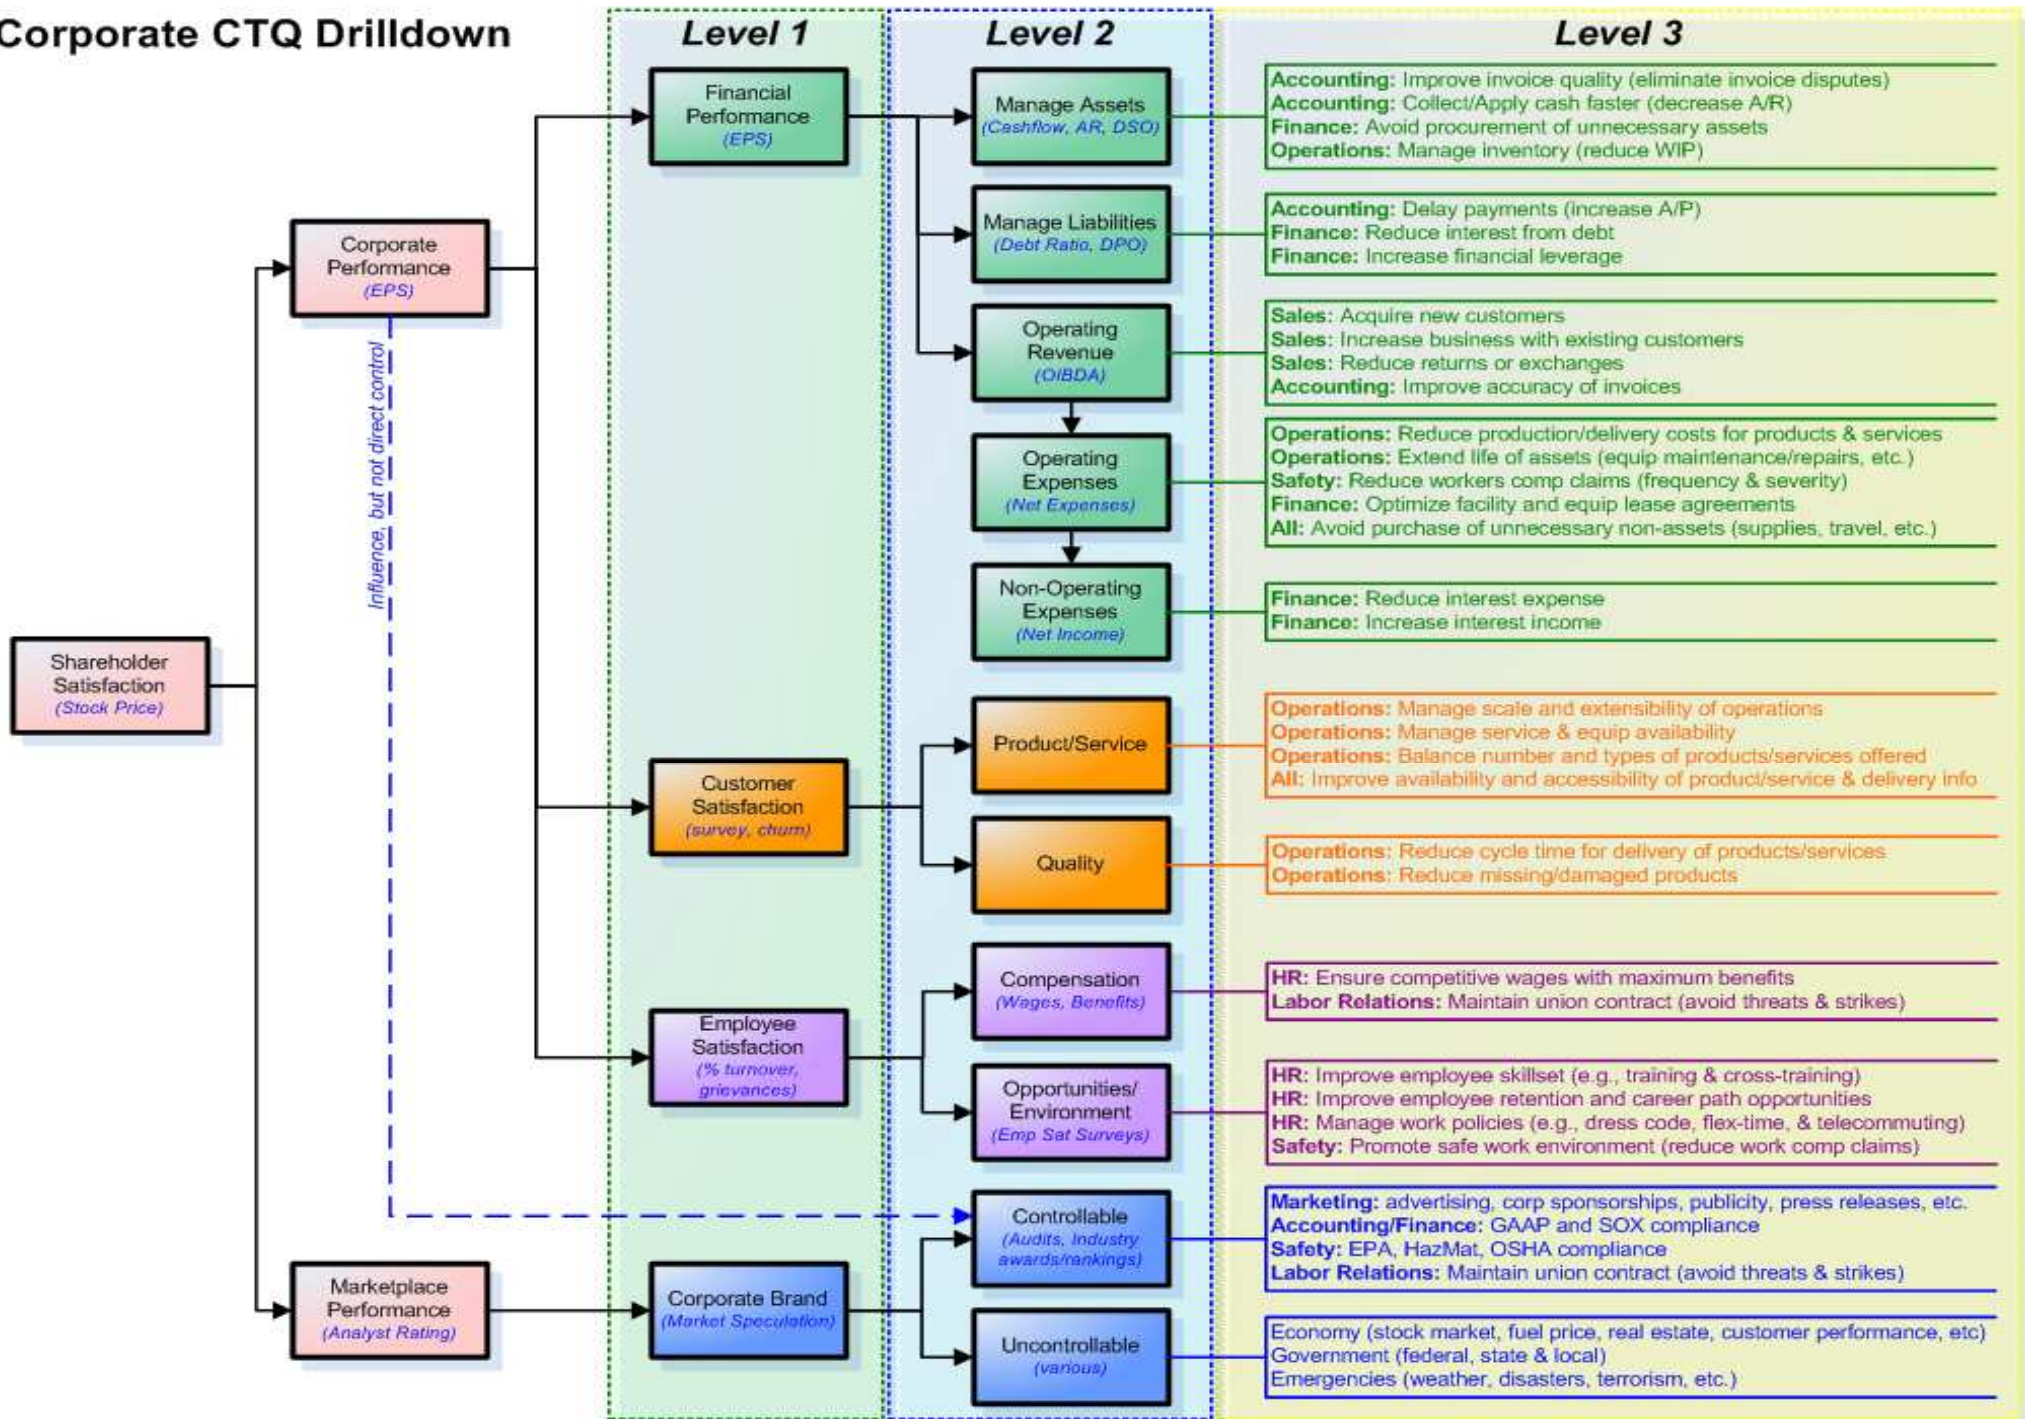 Corporate CTQ Drilldown
Level 1
Level 2
Level 3
Shareholder
Satisfaction
(Stock Price)
Corporate
Performance
(EPS)
Influence, but not direct control
Marketplace
Performance
(Analyst Rating)
Financial
Performance
(EPS)
Customer
Satisfaction
(survey, churn)
Employee
Satisfaction
(% turnover,
grievances)
Corporate Brand
(Market Speculation)
Manage Assets
(Cashflow, AR, DSO)
Manage Liabilities
(Debt Ratio, DPO)
Operating
Revenue
(OIBDA)
Operating
Expenses
(Net Expenses)
Non-Operating
Expenses
(Net Income)
Product/Service
Quality
Compensation
(Wages, Benefits)
Opportunities/
Environment
(Emp Sat Surveys)
Controllable
(Audits, Industry
awards/rankings)
Uncontrollable
(various)
Accounting: Improve invoice quality (eliminate invoice disputes)
Accounting: Collect/Apply cash faster (decrease A/R)
Finance: Avoid procurement of unnecessary assets
Operations: Manage inventory (reduce WIP)
Accounting: Delay payments (increase A/P)
Finance: Reduce interest from debt
Finance: Increase financial leverage
Sales: Acquire new customers
Sales: Increase business with existing customers
Sales: Reduce returns or exchanges
Accounting: Improve accuracy of invoices
Operations: Reduce production/delivery costs for products & services
Operations: Extend life of assets (equip maintenance/repairs, etc.)
Safety: Reduce workers comp claims (frequency & severity)
Finance: Optimize facility and equip lease agreements
All: Avoid purchase of unnecessary non-assets (supplies, travel, etc.)
Finance: Reduce interest expense
Finance: Increase interest income
Operations: Manage scale and extensibility of operations
Operations: Manage service & equip availability
Operations: Balance number and types of products/services offered
All: Improve availability and accessibility of product/service & delivery info
Operations: Reduce cycle time for delivery of products/services
Operations: Reduce missing/damaged products
HR: Ensure competitive wages with maximum benefits
Labor Relations: Maintain union contract (avoid threats & strikes)
HR: Improve employee skillset (e.g., training & cross-training)
HR: Improve employee retention and career path opportunities
HR: Manage work policies (e.g., dress code, flex-time, & telecommuting)
Safety: Promote safe work environment (reduce work comp claims)
Marketing: advertising, corp sponsorships, publicity, press releases, etc.
Accounting/Finance: GAAP and SOX compliance
Safety: EPA, HazMat, OSHA compliance
Labor Relations: Maintain union contract (avoid threats & strikes)
Economy (stock market, fuel price, real estate, customer performance, etc)
Government (federal, state & local)
Emergencies (weather, disasters, terrorism, etc.)